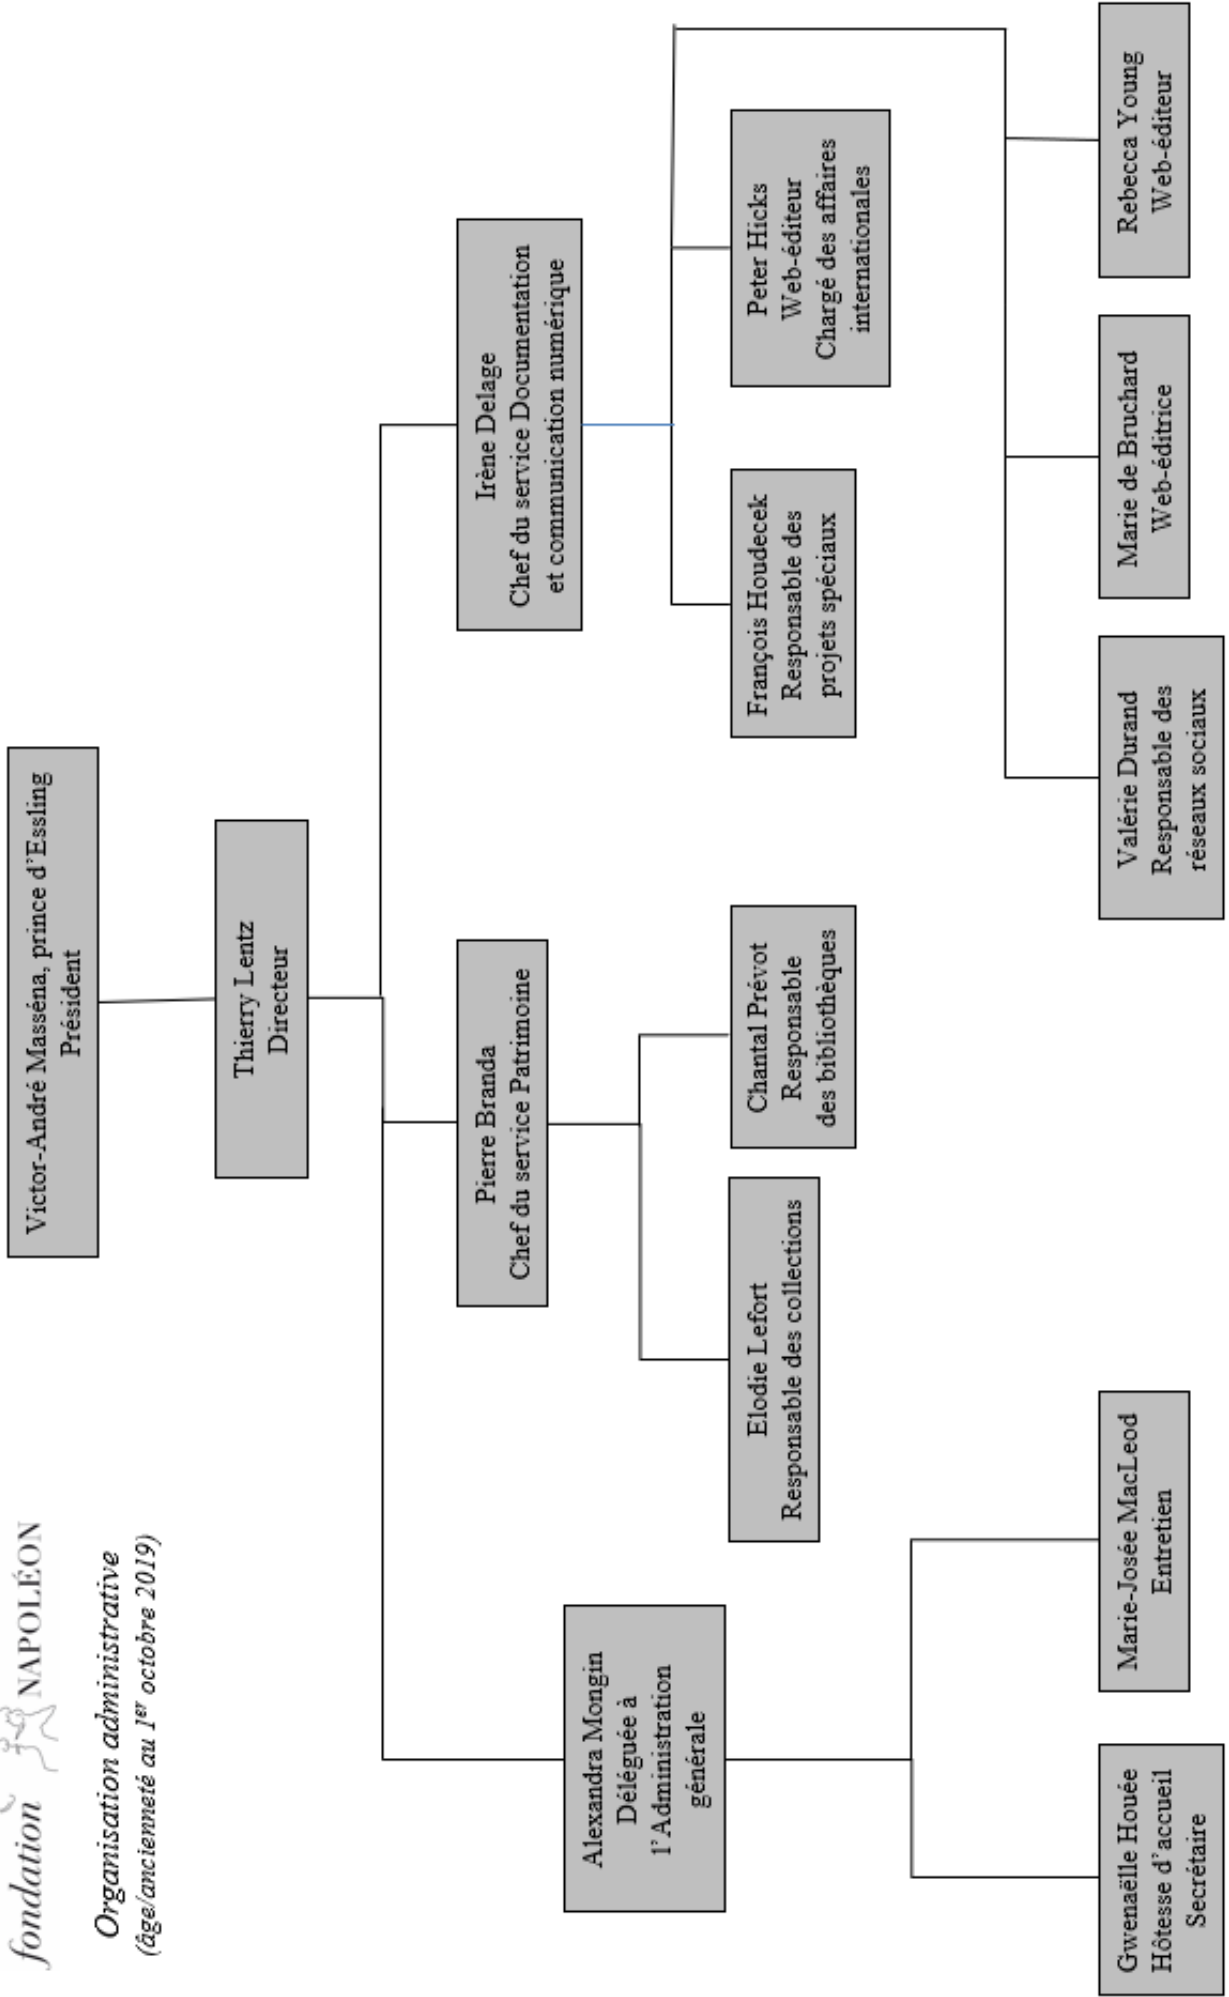 fondation NAPOLÉON
Organisation administrative
(âge/ancienneté au 1er octobre 2019)
Victor-André Masséna, prince d'Essling
Président
Thierry Lentz
Directeur
Alexandra Mongin
Déléguée à
l'Administration
générale
Pierre Branda
Chef du service Patrimoine
Irène Delage
Chef du service Documentation
et communication numérique
Elodie Lefort
Responsable des collections
Chantal Prévot
Responsable
des bibliothèques
François Houdecek
Responsable des
projets spéciaux
Peter Hicks
Web-éditeur
Chargé des affaires
internationales
Gwenaëlle Houée
Hôtesse d'accueil
Secrétaire
Marie-Josée MacLeod
Entretien
Valérie Durand
Responsable des
réseaux sociaux
Marie de Bruchard
Web-éditrice
Rebecca Young
Web-éditeur